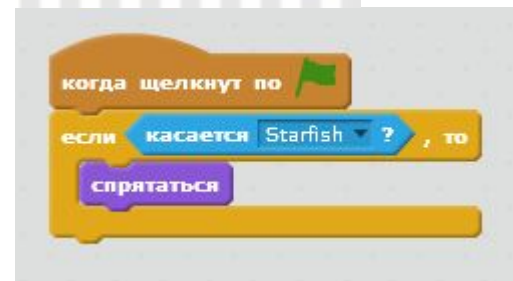 когда щелкнут по
если касается Starfish ? , то
спрятаться